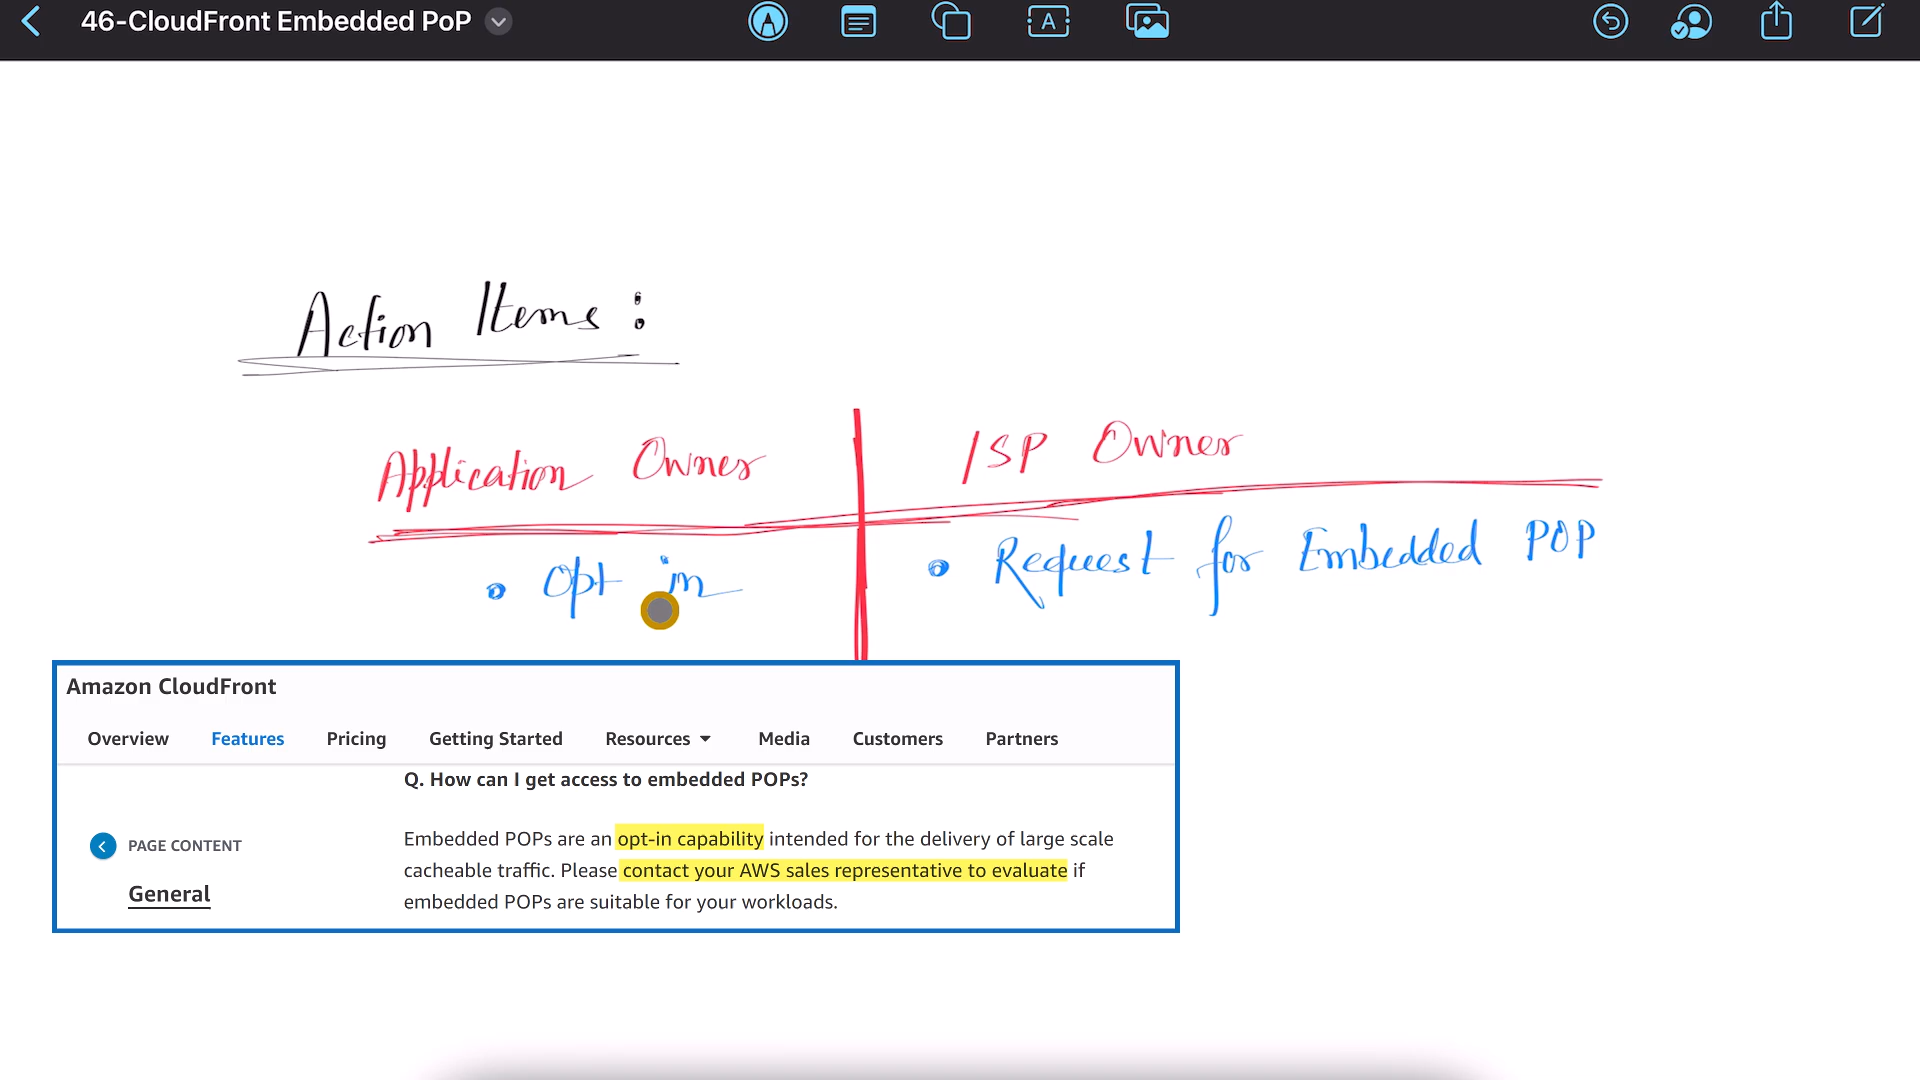 46-CloudFront Embedded PoP
A
Action Items :
Application Owner
ISP Owner
• Opt in
• Request for Embedded POP
Amazon CloudFront
Overview Features Pricing Getting Started Resources Media Customers Partners
Q. How can I get access to embedded POPs?
PAGE CONTENT
General
Embedded POPs are an opt-in capability intended for the delivery of large scale
cacheable traffic. Please contact your AWS sales representative to evaluate if
embedded POPs are suitable for your workloads.